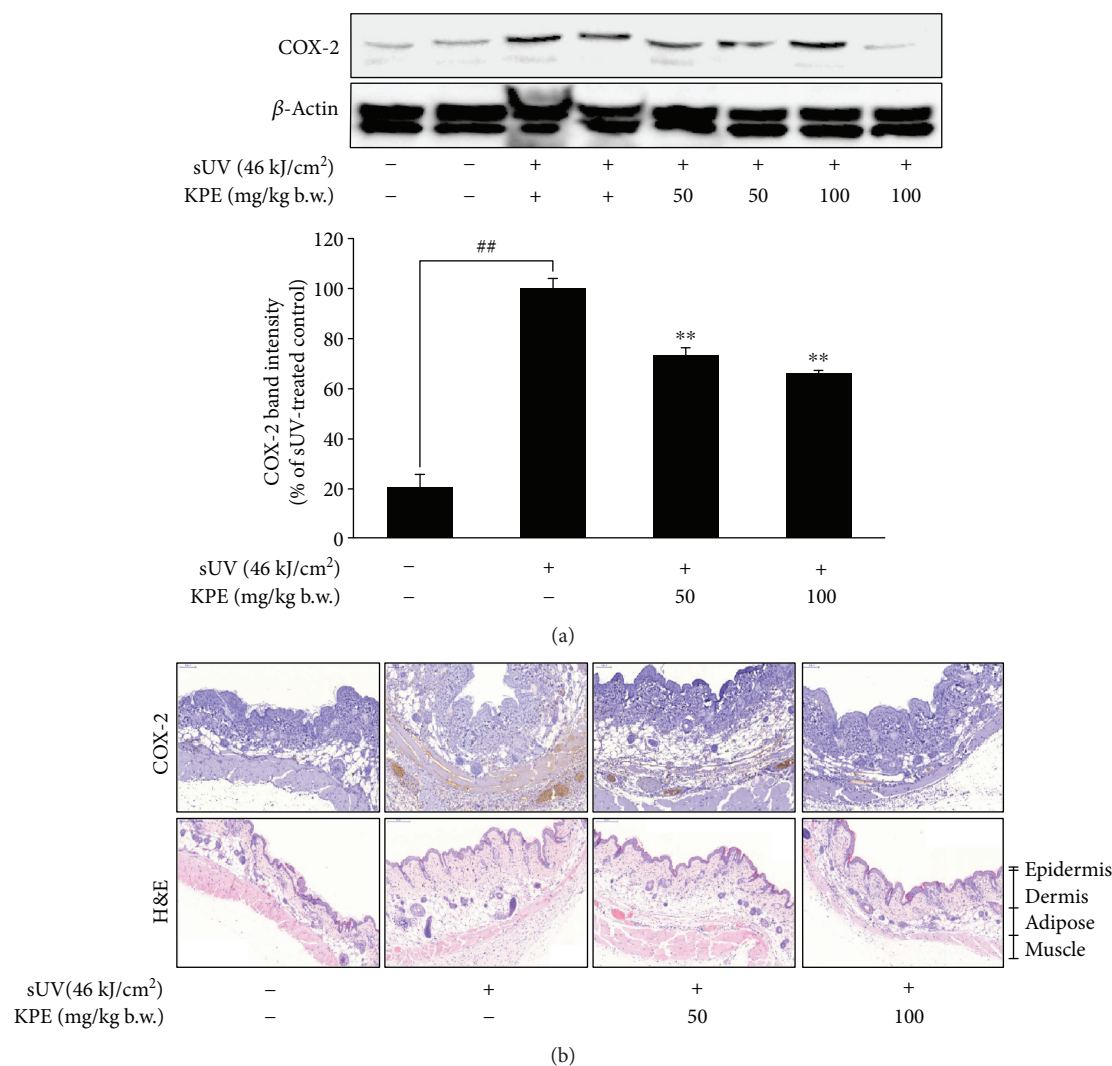 COX-2
β-Actin
sUV (46 kJ/cm²) – – + + + + + +
KPE (mg/kg b.w.) – – + + 50 50 100 100
120
100
80
60
40
20
0
COX-2 band intensity
(% of sUV-treated control)
##
**
**
sUV (46 kJ/cm²) – + + +
KPE (mg/kg b.w.) – – 50 100
(a)
COX-2
H&E
Epidermis
Dermis
Adipose
Muscle
sUV(46 kJ/cm²) – + + +
KPE (mg/kg b.w.) – – 50 100
(b)